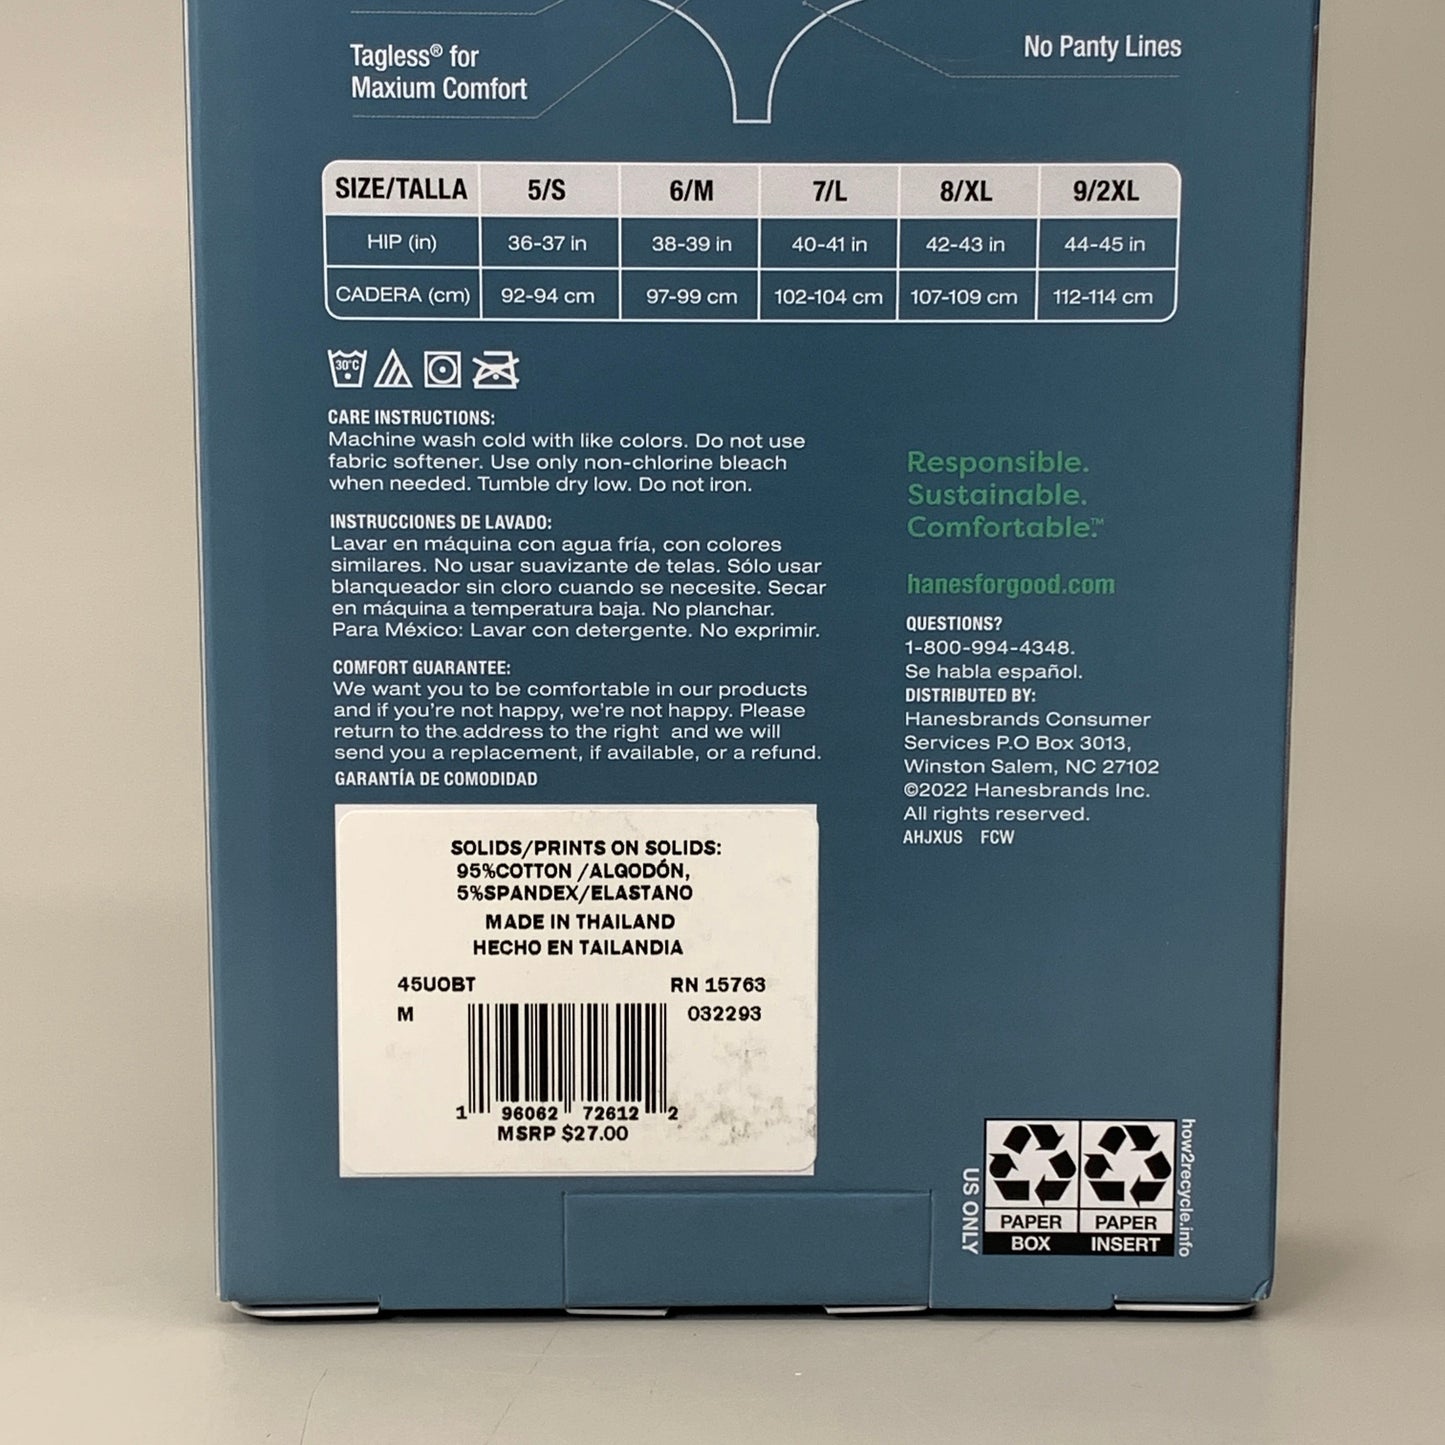 Tagless® for
Maxium Comfort
No Panty Lines
SIZE/TALLA 5/S 6/M 7/L 8/XL 9/2XL
HIP (in) 36-37 in 38-39 in 40-41 in 42-43 in 44-45 in
CADERA (cm) 92-94 cm 97-99 cm 102-104 cm 107-109 cm 112-114 cm
30°C
CARE INSTRUCTIONS:
Machine wash cold with like colors. Do not use
fabric softener. Use only non-chlorine bleach
when needed. Tumble dry low. Do not iron.
INSTRUCCIONES DE LAVADO:
Lavar en máquina con agua fría, con colores
similares. No usar suavizante de telas. Sólo usar
blanqueador sin cloro cuando se necesite. Secar
en máquina a temperatura baja. No planchar.
Para México: Lavar con detergente. No exprimir.
COMFORT GUARANTEE:
We want you to be comfortable in our products
and if you're not happy, we're not happy. Please
return to the address to the right and we will
send you a replacement, if available, or a refund.
GARANTÍA DE COMODIDAD
Responsible.
Sustainable.
Comfortable.™
hanesforgood.com
QUESTIONS?
1-800-994-4348.
Se habla español.
DISTRIBUTED BY:
Hanesbrands Consumer
Services P.O Box 3013,
Winston Salem, NC 27102
©2022 Hanesbrands Inc.
All rights reserved.
AHJXUS FCW
SOLIDS/PRINTS ON SOLIDS:
95%COTTON /ALGODÓN,
5%SPANDEX/ELASTANO
MADE IN THAILAND
HECHO EN TAILANDIA
45UOBT RN 15763
M 032293
1 96062 72612 2
MSRP $27.00
US ONLY
PAPER PAPER
BOX INSERT
how2recycle.info